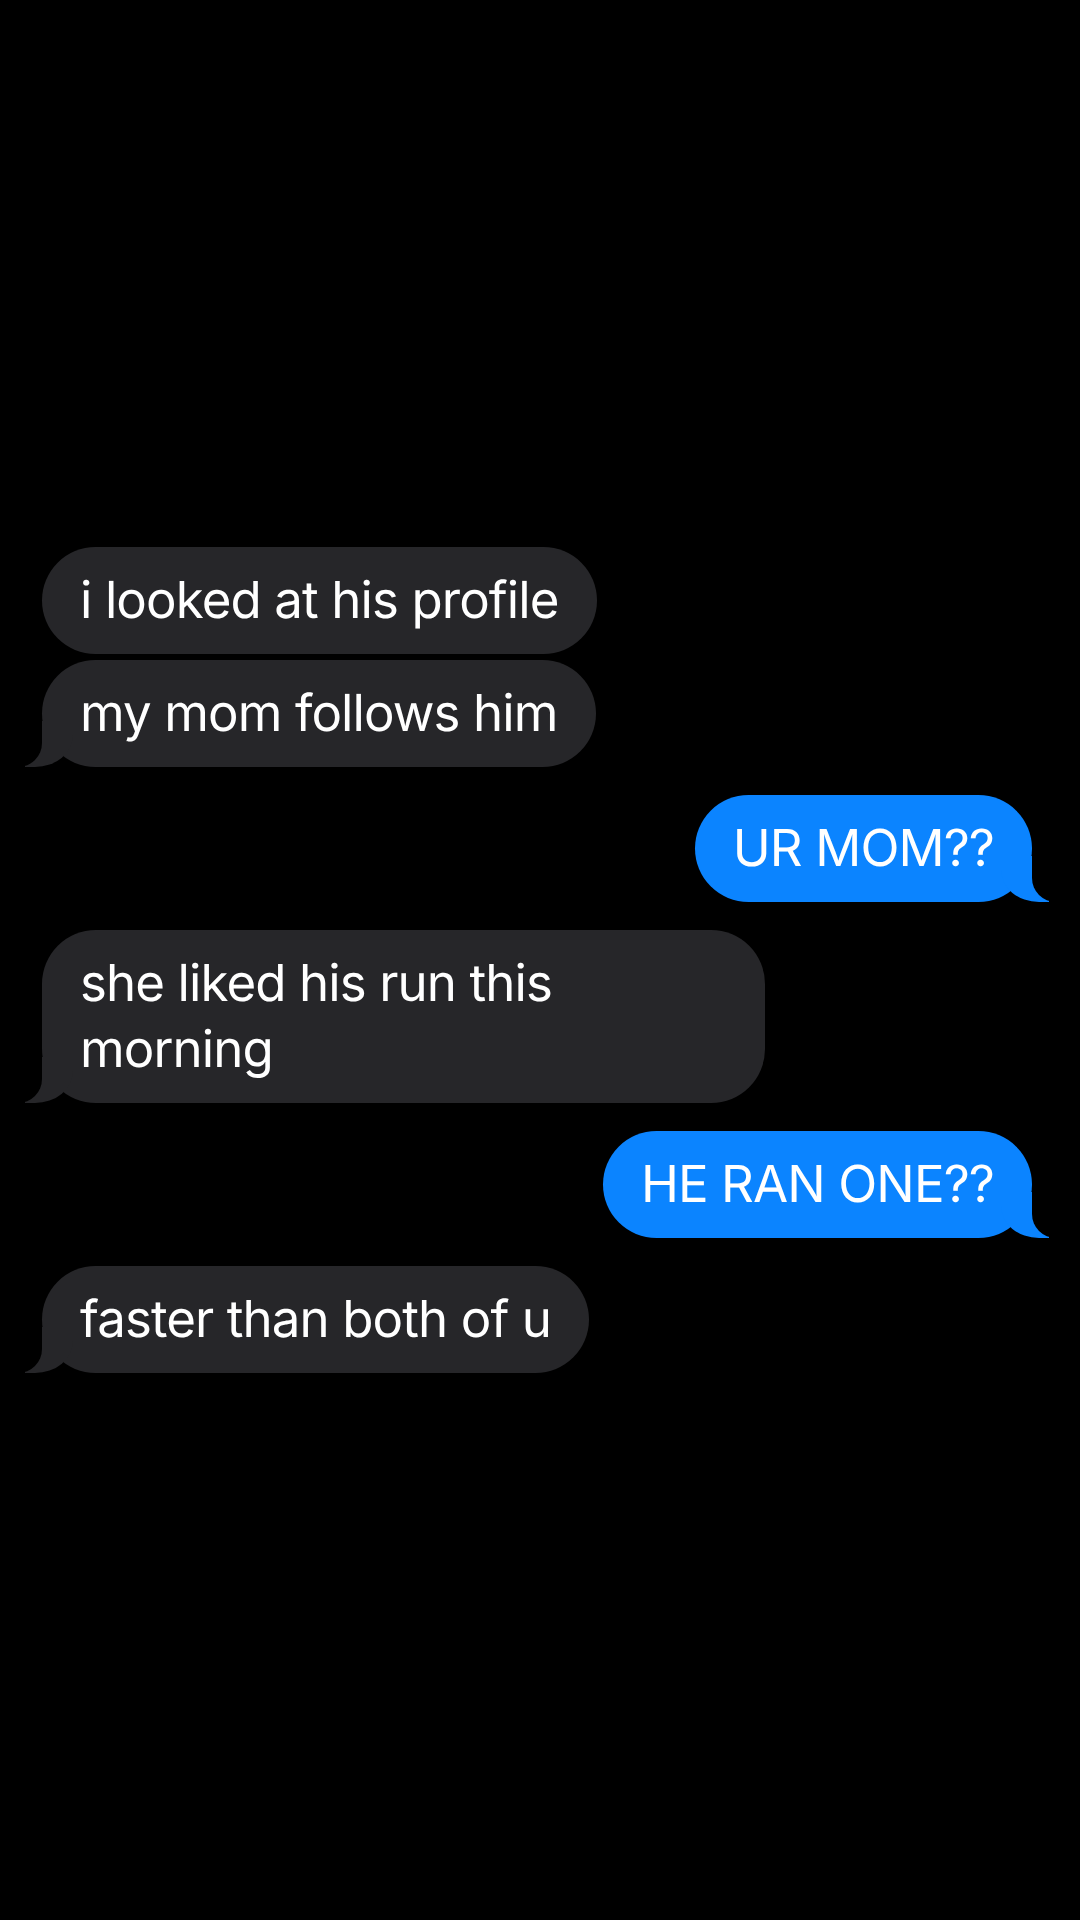 i looked at his profile
my mom follows him
UR MOM??
she liked his run this
morning
HE RAN ONE??
faster than both of u